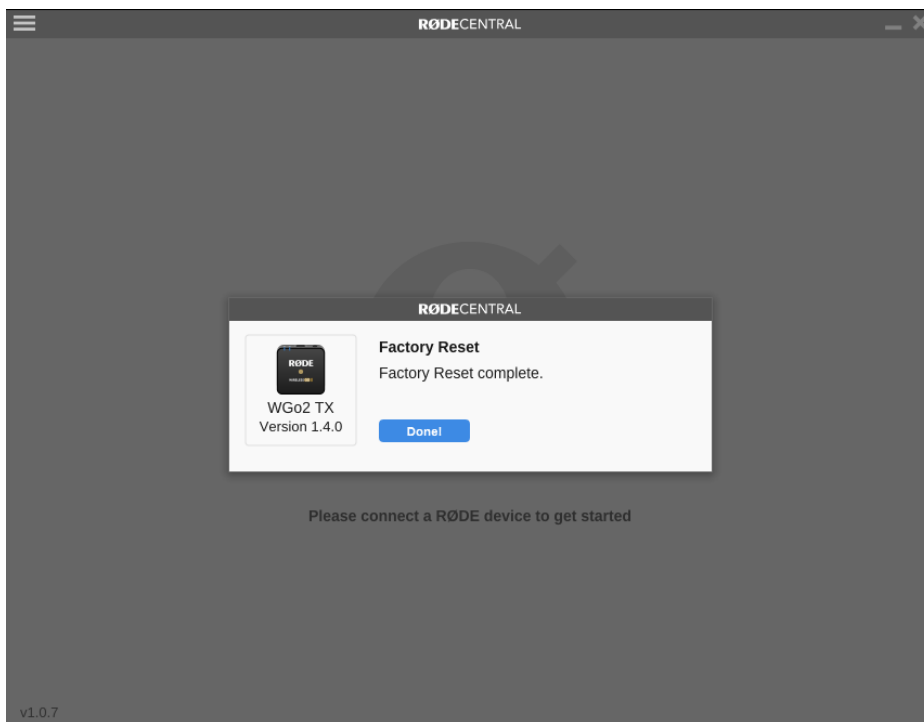 RØDECENTRAL
RØDECENTRAL
Factory Reset
Factory Reset complete.
RØDE
WGo2 TX
Version 1.4.0
Done!
Please connect a RØDE device to get started
v1.0.7